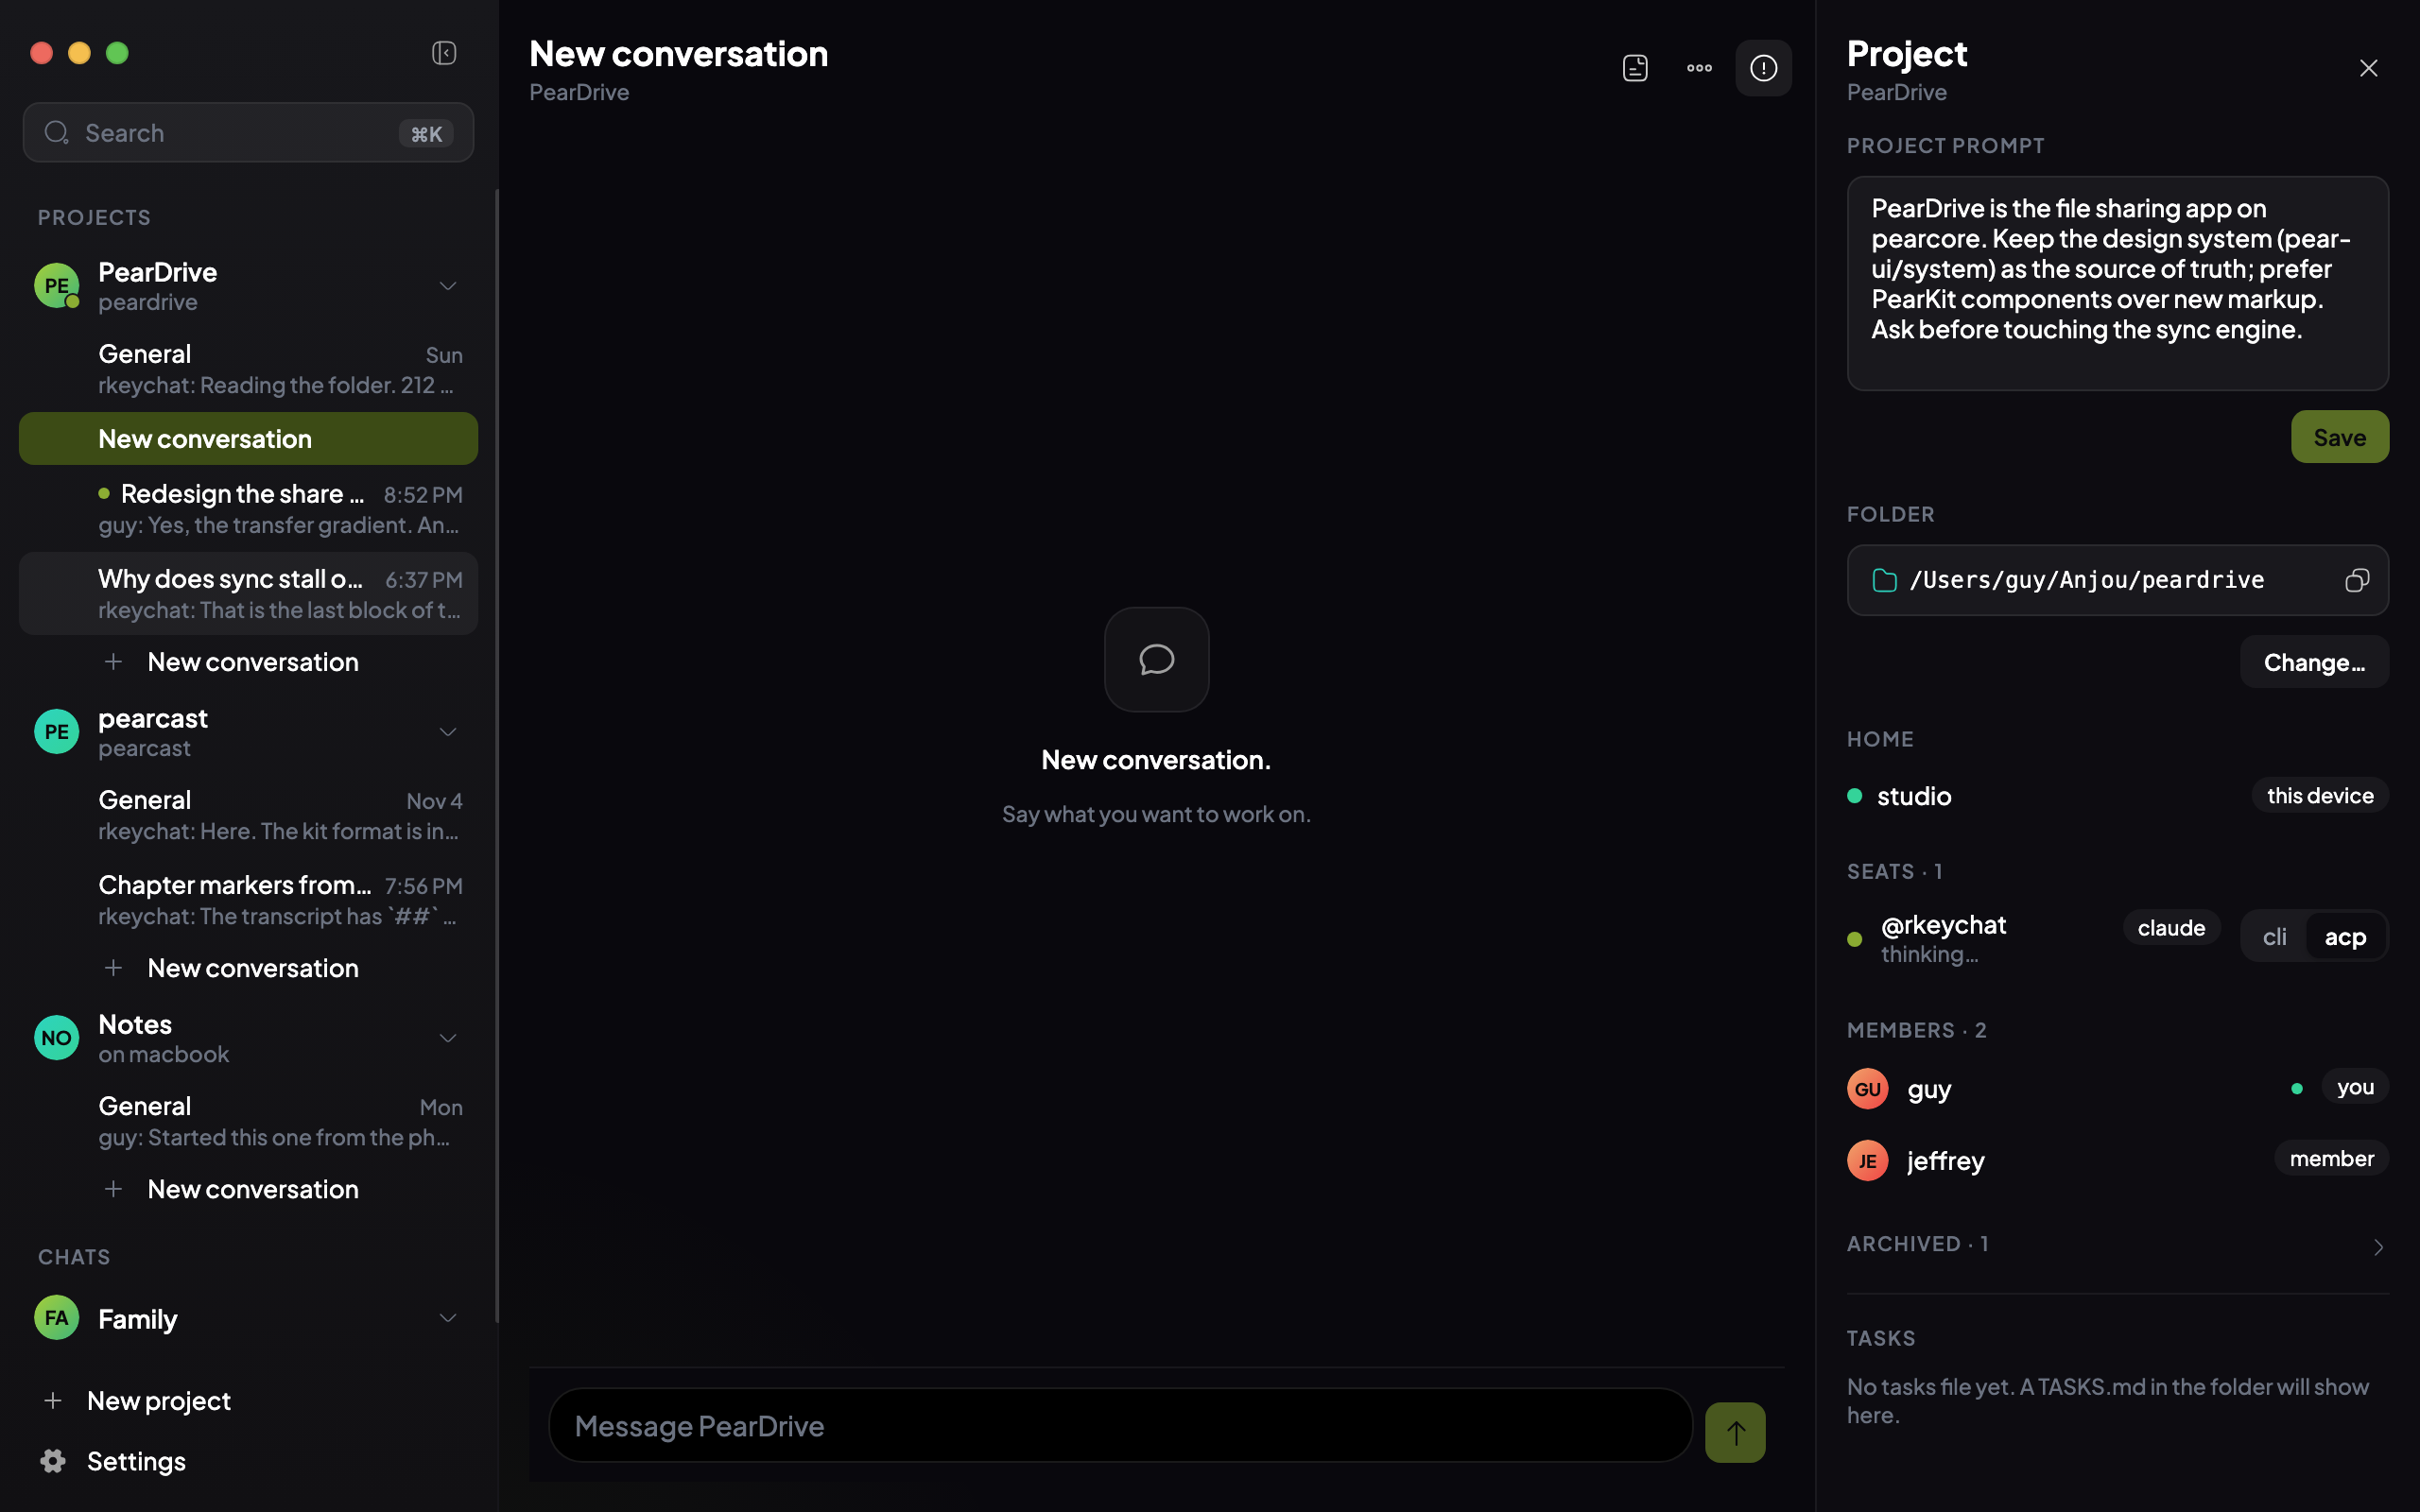 Search
⌘K
PROJECTS
PE
PearDrive
peardrive
General
Sun
rkeychat: Reading the folder. 212 ...
New conversation
Redesign the share ...
8:52 PM
guy: Yes, the transfer gradient. An...
Why does sync stall o...
6:37 PM
rkeychat: That is the last block of t...
+ New conversation
PE
pearcast
pearcast
General
Nov 4
rkeychat: Here. The kit format is in...
Chapter markers from...
7:56 PM
rkeychat: The transcript has `##` ...
+ New conversation
NO
Notes
on macbook
General
Mon
guy: Started this one from the ph...
+ New conversation
CHATS
FA
Family
+ New project
Settings
New conversation
PearDrive
New conversation.
Say what you want to work on.
Message PearDrive
Project
PearDrive
PROJECT PROMPT
PearDrive is the file sharing app on
pearcore. Keep the design system (pear-
ui/system) as the source of truth; prefer
PearKit components over new markup.
Ask before touching the sync engine.
Save
FOLDER
/Users/guy/Anjou/peardrive
Change...
HOME
studio
this device
SEATS · 1
@rkeychat
thinking...
claude
cli
acp
MEMBERS · 2
GU
guy
you
JE
jeffrey
member
ARCHIVED · 1
TASKS
No tasks file yet. A TASKS.md in the folder will show
here.